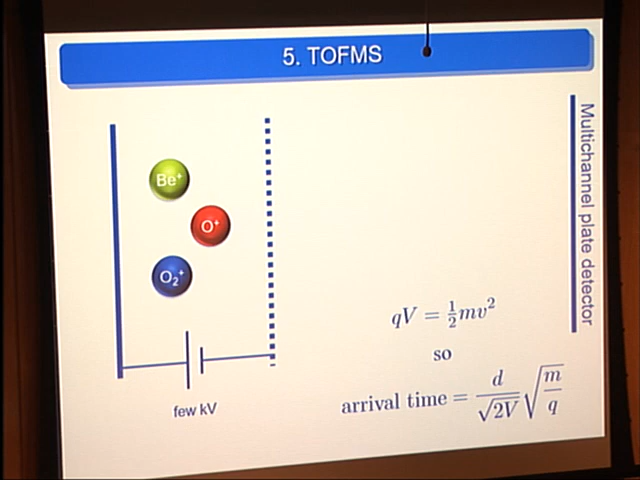 5. TOFMS
Be⁺
O⁺
O₂⁺
few kV
Multichannel plate detector
qV = ½mv²
so
arrival time = d/√2V √m/q